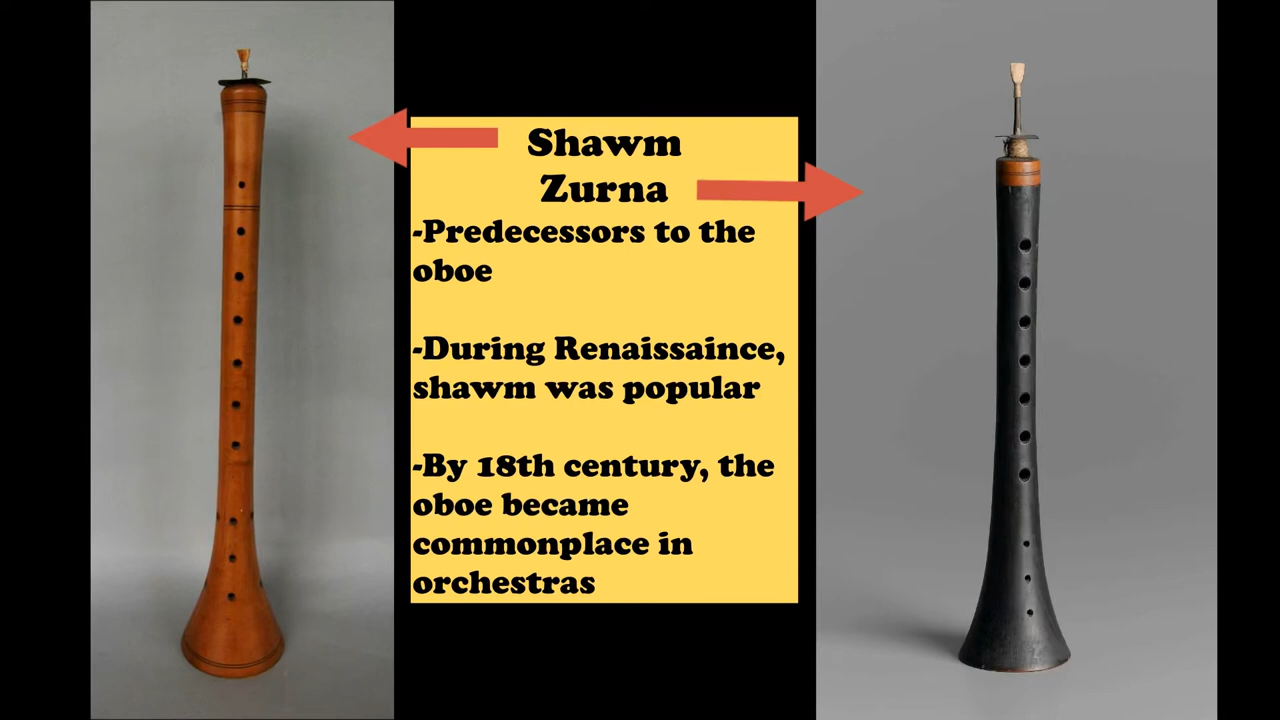 Shawm
Zurna
-Predecessors to the
oboe
-During Renaissaince,
shawm was popular
-By 18th century, the
oboe became
commonplace in
orchestras